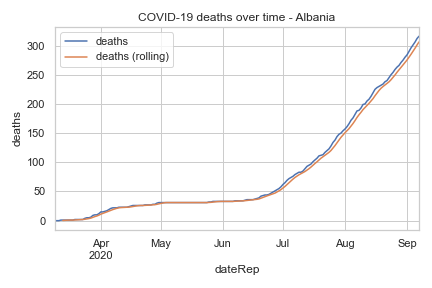 COVID-19 deaths over time - Albania
deaths
deaths (rolling)
300
250
200
150
100
50
0
deaths
Apr
2020
May
Jun
Jul
Aug
Sep
dateRep